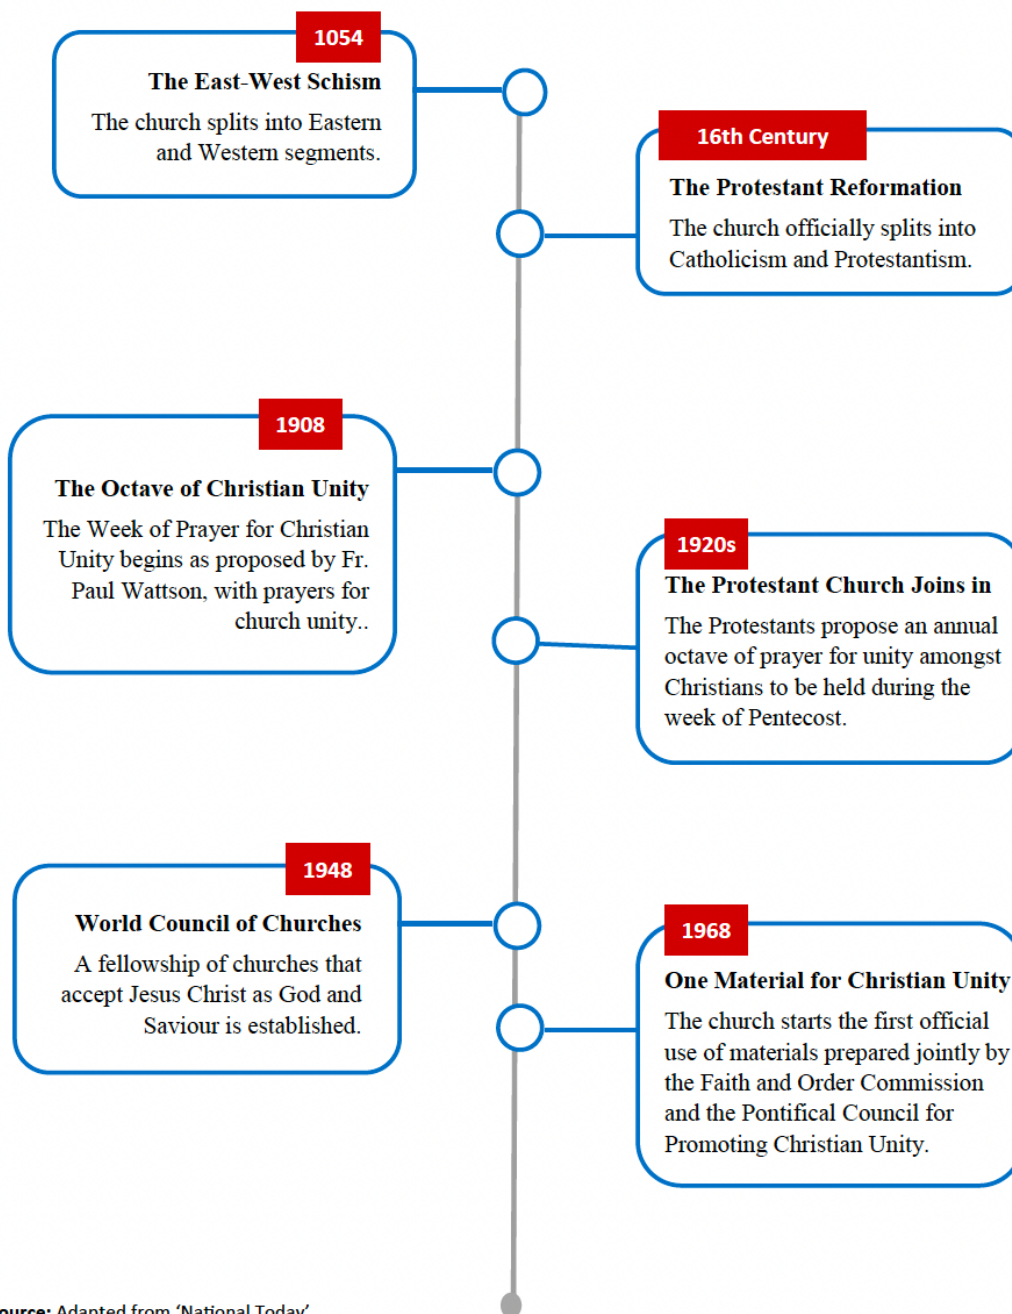 1054
The East-West Schism
The church splits into Eastern
and Western segments.
16th Century
The Protestant Reformation
The church officially splits into
Catholicism and Protestantism.
1908
The Octave of Christian Unity
The Week of Prayer for Christian
Unity begins as proposed by Fr.
Paul Wattson, with prayers for
church unity..
1920s
The Protestant Church Joins in
The Protestants propose an annual
octave of prayer for unity amongst
Christians to be held during the
week of Pentecost.
1948
World Council of Churches
A fellowship of churches that
accept Jesus Christ as God and
Saviour is established.
1968
One Material for Christian Unity
The church starts the first official
use of materials prepared jointly by
the Faith and Order Commission
and the Pontifical Council for
Promoting Christian Unity.
ource: Adapted from ‘National Today’